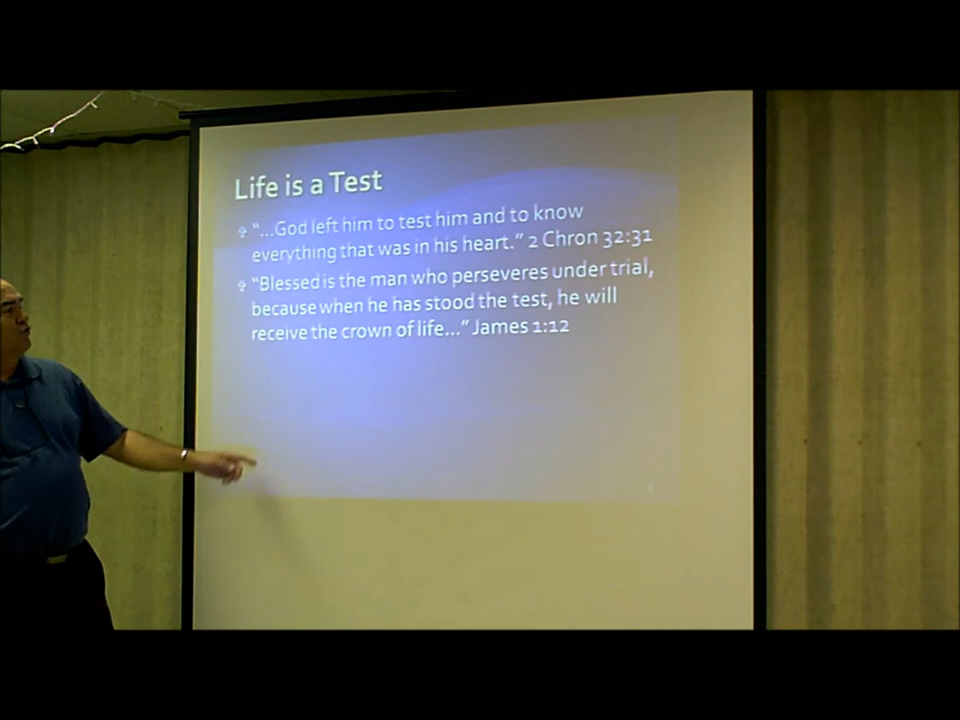 Life is a Test
"...God left him to test him and to know
everything that was in his heart." 2 Chron 32:31
"Blessed is the man who perseveres under trial,
because when he has stood the test, he will
receive the crown of life..." James 1:12